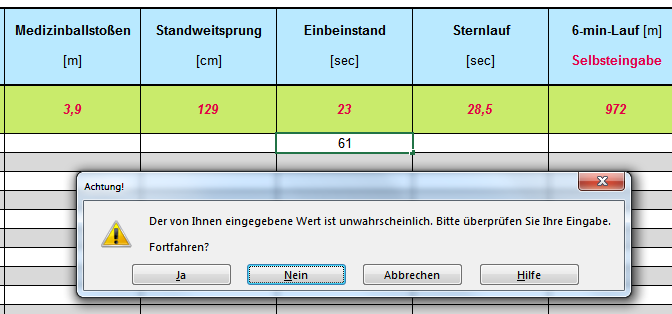 Medizinballstoßen Standweitsprung Einbeinstand Sternlauf 6-min-Lauf [m]
[m] [cm] [sec] [sec] Selbsteingabe
3,9 129 23 28,5 972
61
Achtung!
Der von Ihnen eingegebene Wert ist unwahrscheinlich. Bitte überprüfen Sie Ihre Eingabe.
Fortfahren?
Ja Nein Abbrechen Hilfe